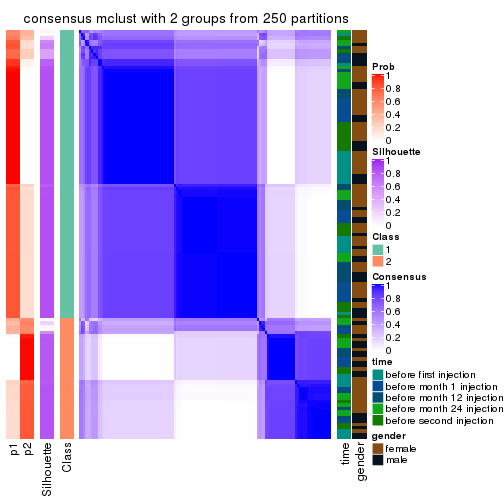 consensus mclust with 2 groups from 250 partitions
Prob
1
0.8
0.6
0.4
0.2
0
Silhouette
1
0.8
0.6
0.4
0.2
0
Class
1
2
Consensus
1
0.8
0.6
0.4
0.2
0
time
before first injection
before month 1 injection
before month 12 injection
before month 24 injection
before second injection
gender
female
male
p1
p2
Silhouette
Class
time
gender